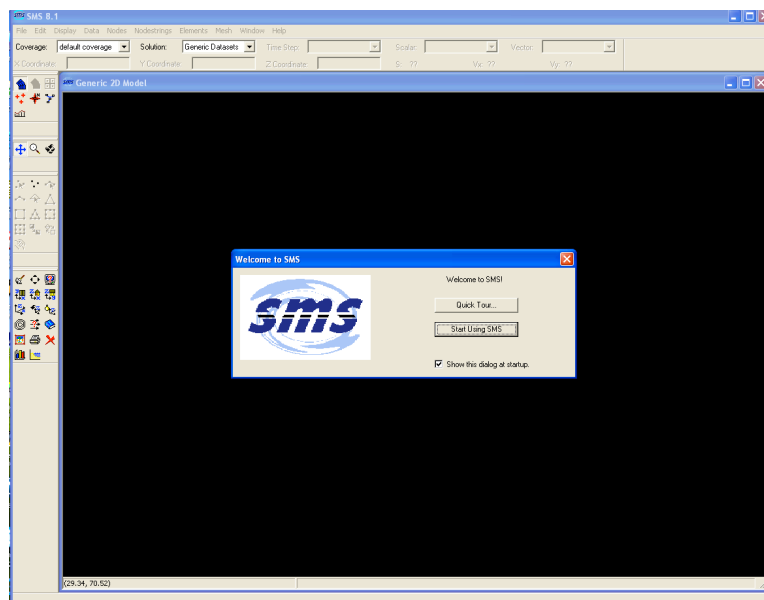 sms SMS 8.1
File Edit Display Data Nodes Nodestrings Elements Mesh Window Help
Coverage: default coverage Solution: Generic Datasets Time Step: Scalar: Vector:
X Coordinate: Y Coordinate: Z Coordinate: S: ?? Vx: ?? Vy: ??
sms Generic 2D Model
Welcome to SMS
sms
Welcome to SMS!
Quick Tour...
Start Using SMS
Show this dialog at startup.
(29.34, 70.52)